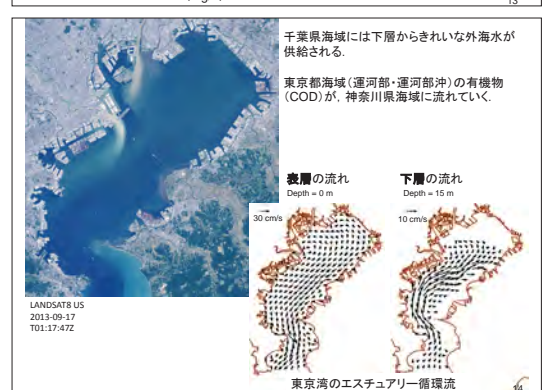 13
千葉県海域には下層からきれいな外海水が
供給される.
東京都海域（運河部・運河部沖）の有機物
（COD）が，神奈川県海域に流れていく.
表層の流れ
Depth = 0 m
30 cm/s
下層の流れ
Depth = 15 m
10 cm/s
LANDSAT8 US
2013-09-17
T01:17:47Z
東京湾のエスチュアリー循環流
14